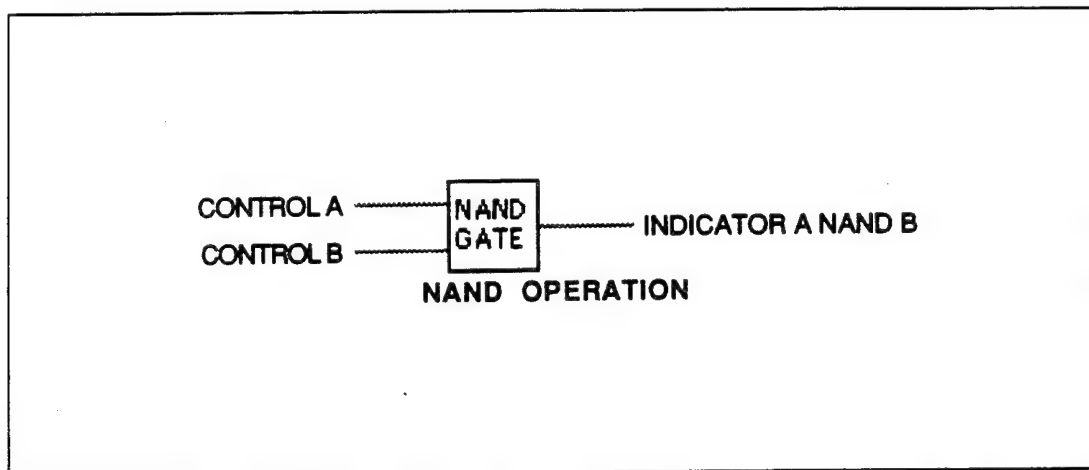 CONTROL A
CONTROL B
NAND
GATE
INDICATOR A NAND B
NAND OPERATION